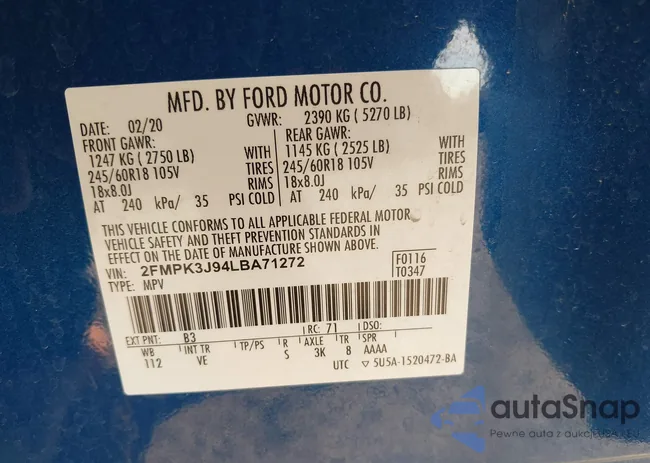 MFD. BY FORD MOTOR CO.
DATE: 02/20 GVWR: 2390 KG ( 5270 LB)
FRONT GAWR: REAR GAWR:
1247 KG ( 2750 LB) WITH 1145 KG ( 2525 LB) WITH
245/60R18 105V TIRES 245/60R18 105V TIRES
18x8.0J RIMS 18x8.0J RIMS
AT 240 kPa/ 35 PSI COLD AT 240 kPa/ 35 PSI COLD
THIS VEHICLE CONFORMS TO ALL APPLICABLE FEDERAL MOTOR
VEHICLE SAFETY AND THEFT PREVENTION STANDARDS IN
EFFECT ON THE DATE OF MANUFACTURE SHOWN ABOVE.
VIN: 2FMPK3J94LBA71272 F0116
TYPE: MPV T0347
EXT PNT: B3 RC: 71 DSO:
WB INT TR TP/PS R AXLE TR SPR
112 VE S 3K 8 AAAA
UTC ▽ 5U5A-1520472-BA
autaSnap
Pewne auta z aukcji USA i EU